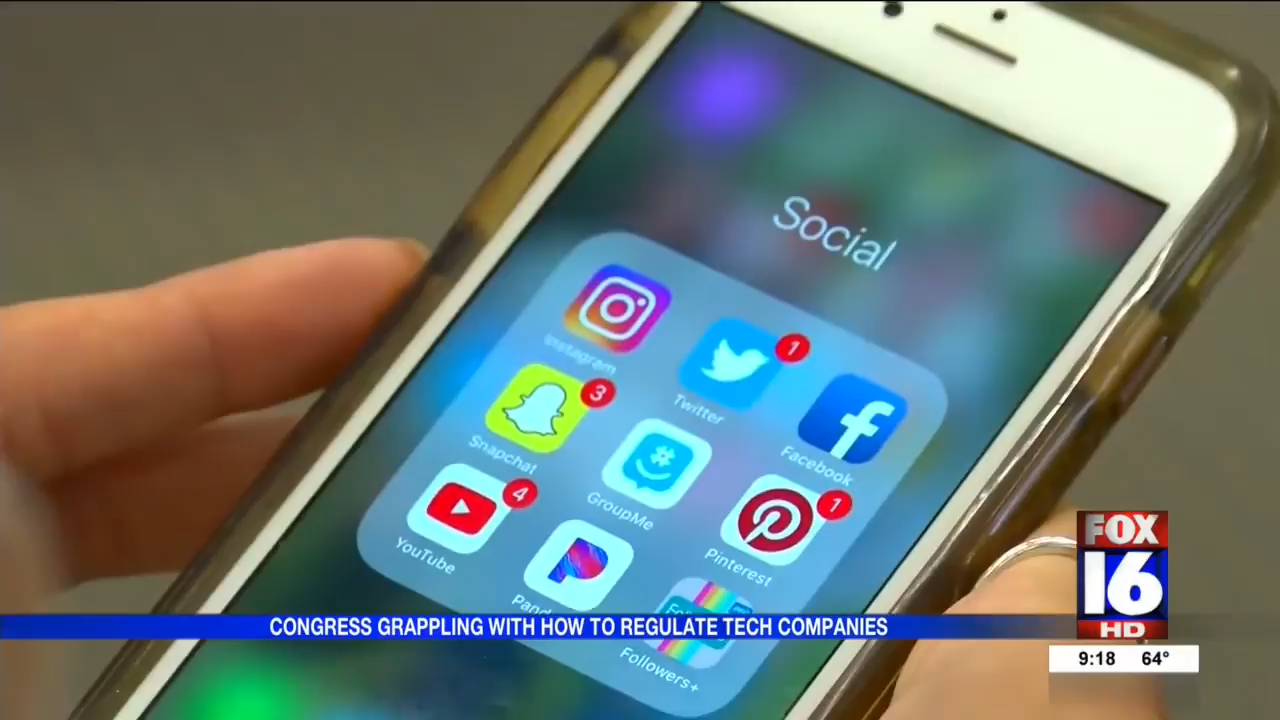 Social
Instagram
Twitter
1
Facebook
Snapchat
3
GroupMe
Pinterest
1
YouTube
4
Followers+
CONGRESS GRAPPLING WITH HOW TO REGULATE TECH COMPANIES
FOX
16
HD
9:18 64°